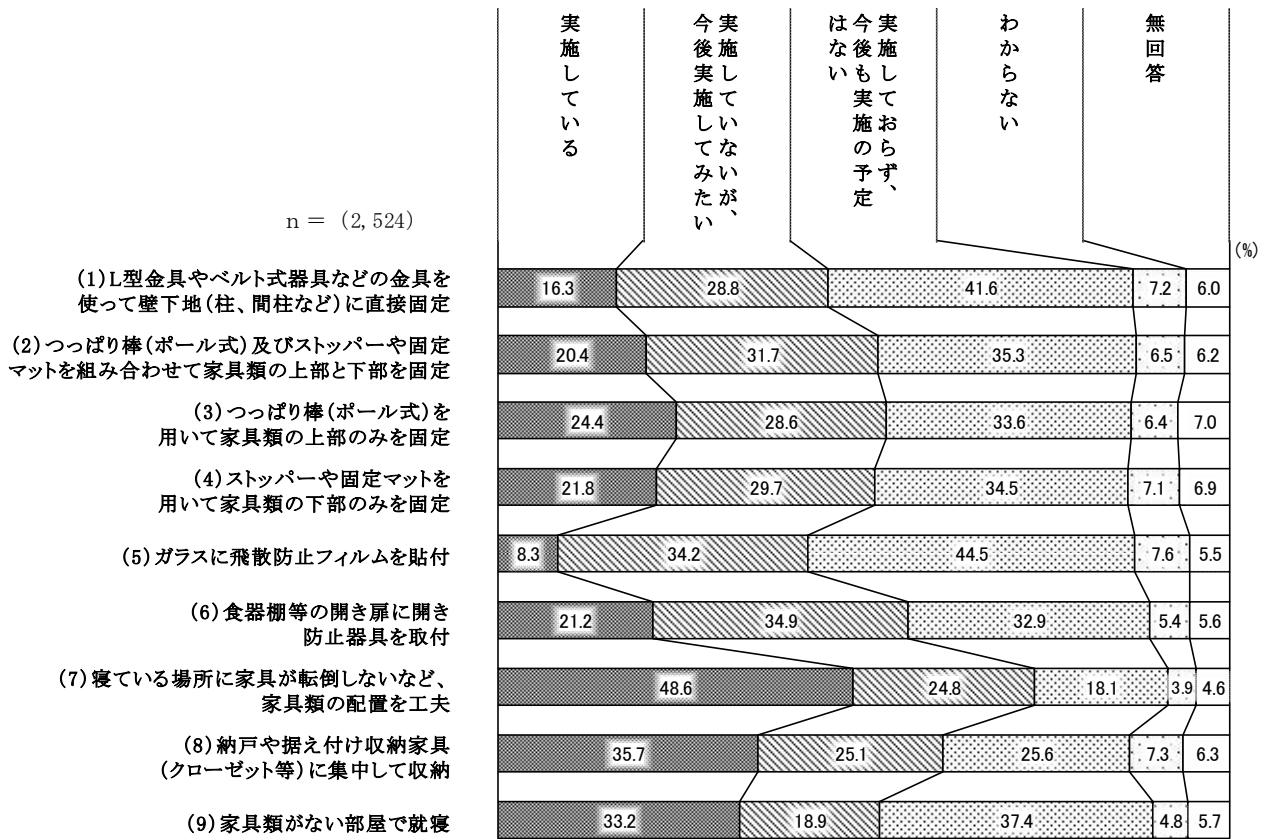 実施している
実施していないが、
今後実施してみたい
実施しておらず、
今後も実施の予定
はない
わからない
無回答
n = (2,524)
(%)
(1)L型金具やベルト式器具などの金具を
使って壁下地(柱、間柱など)に直接固定
16.3 28.8 41.6 7.2 6.0
(2)つっぱり棒(ポール式)及びストッパーや固定
マットを組み合わせて家具類の上部と下部を固定
20.4 31.7 35.3 6.5 6.2
(3)つっぱり棒(ポール式)を
用いて家具類の上部のみを固定
24.4 28.6 33.6 6.4 7.0
(4)ストッパーや固定マットを
用いて家具類の下部のみを固定
21.8 29.7 34.5 7.1 6.9
(5)ガラスに飛散防止フィルムを貼付
8.3 34.2 44.5 7.6 5.5
(6)食器棚等の開き扉に開き
防止器具を取付
21.2 34.9 32.9 5.4 5.6
(7)寝ている場所に家具が転倒しないなど、
家具類の配置を工夫
48.6 24.8 18.1 3.9 4.6
(8)納戸や据え付け収納家具
(クローゼット等)に集中して収納
35.7 25.1 25.6 7.3 6.3
(9)家具類がない部屋で就寝
33.2 18.9 37.4 4.8 5.7